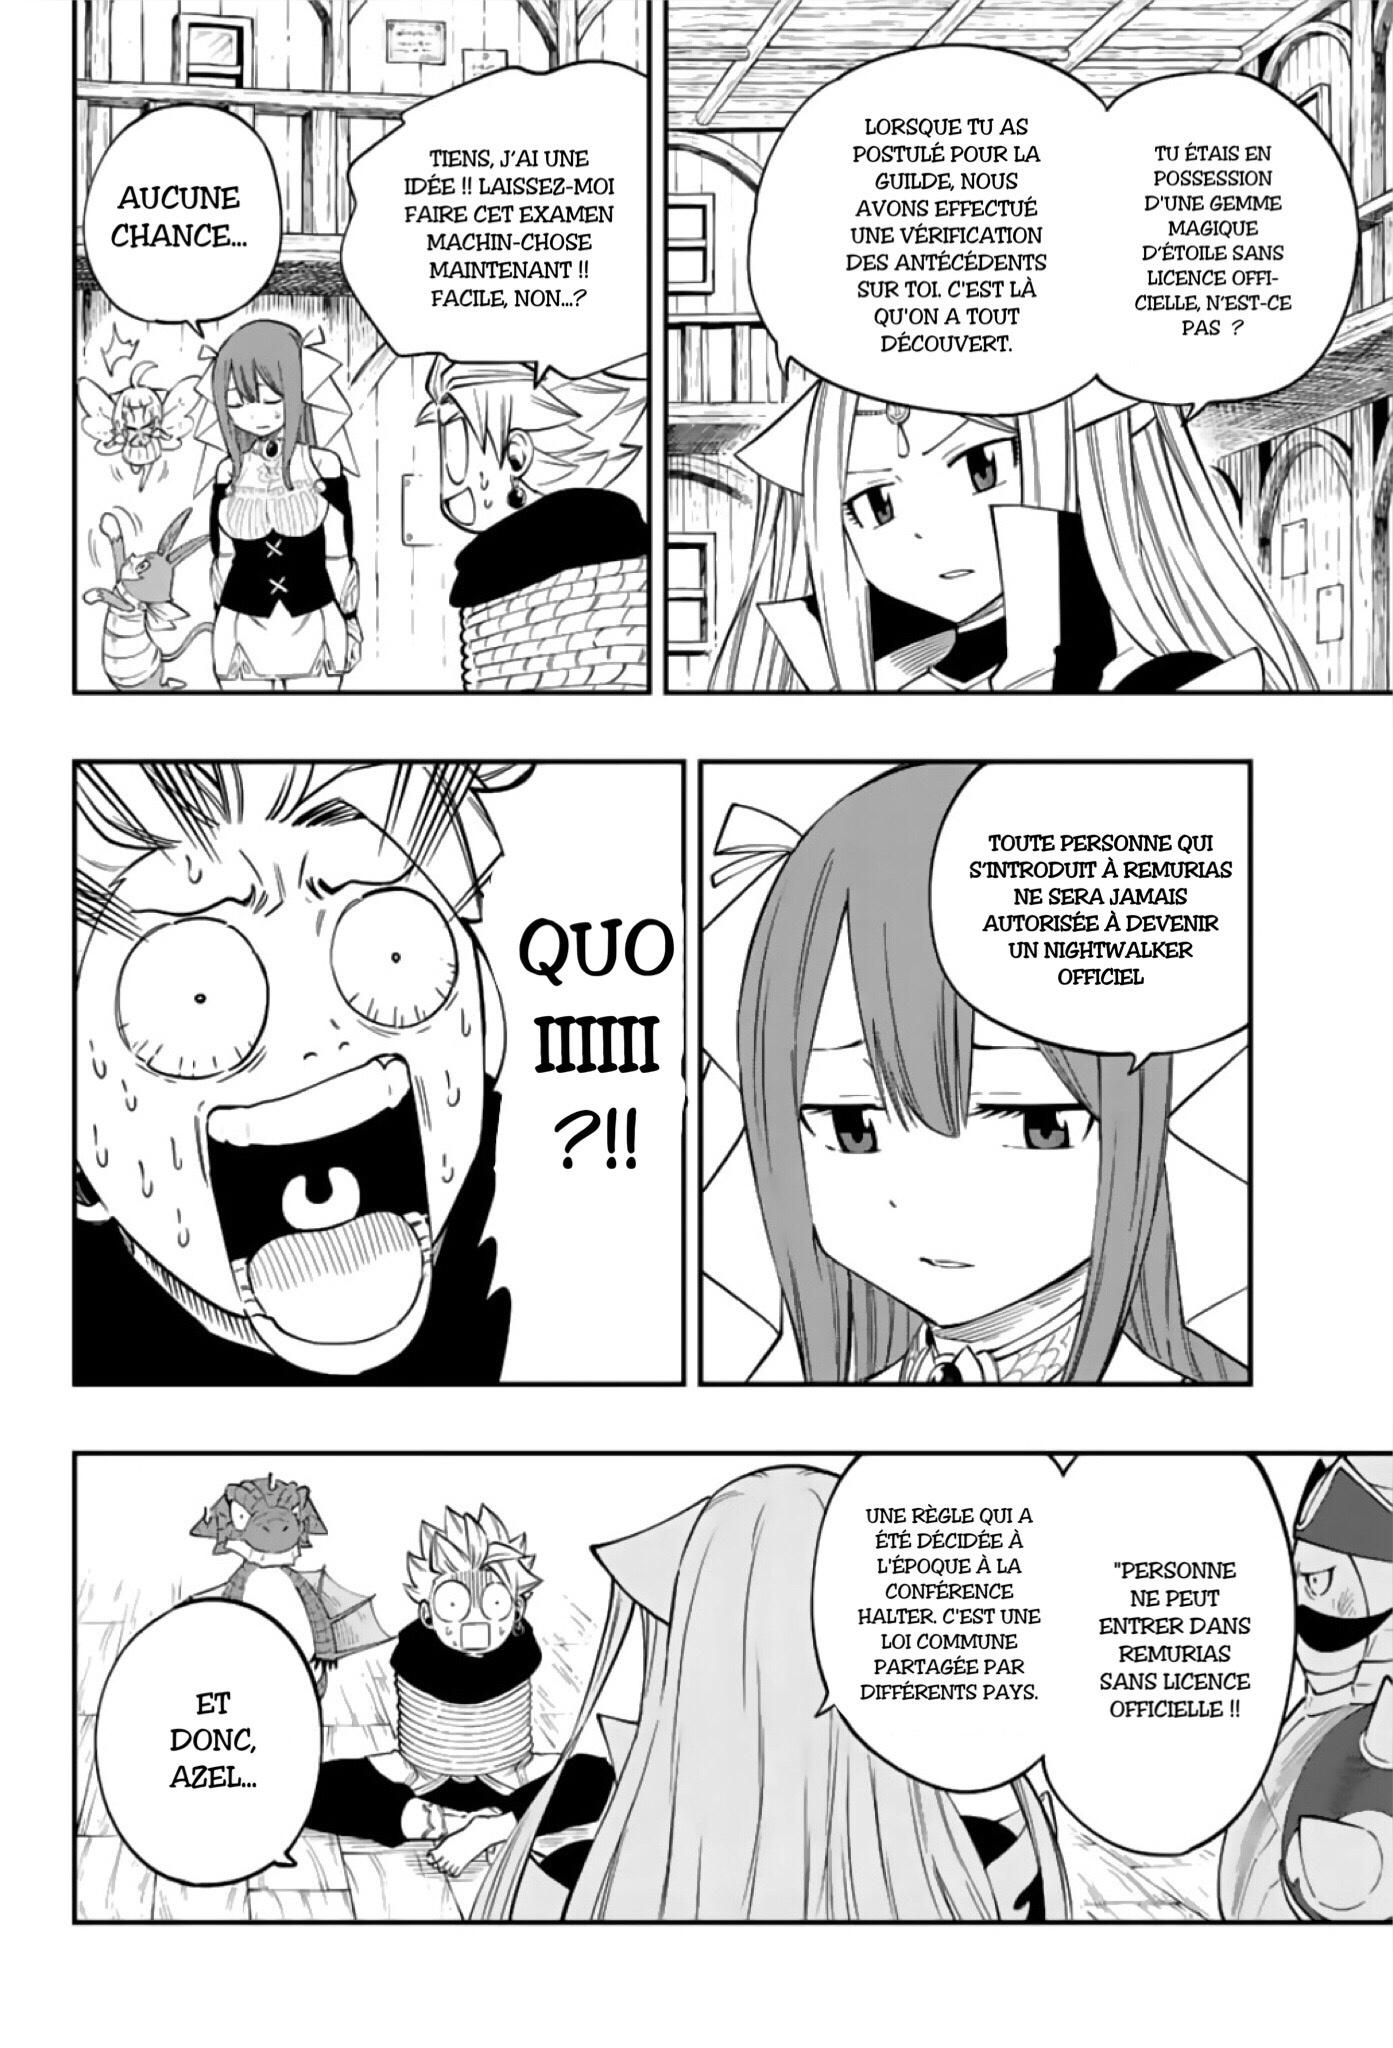 TU ÉTAIS EN
POSSESSION
D'UNE GEMME
MAGIQUE
D'ÉTOILE SANS
LICENCE OFFI-
CIELLE, N'EST-CE
PAS ?
LORSQUE TU AS
POSTULÉ POUR LA
GUILDE, NOUS
AVONS EFFECTUÉ
UNE VÉRIFICATION
DES ANTÉCÉDENTS
SUR TOI. C'EST LÀ
QU'ON A TOUT
DÉCOUVERT.
TIENS, J'AI UNE
IDÉE !! LAISSEZ-MOI
FAIRE CET EXAMEN
MACHIN-CHOSE
MAINTENANT !!
FACILE, NON...?
AUCUNE
CHANCE...
TOUTE PERSONNE QUI
S'INTRODUIT À REMURIAS
NE SERA JAMAIS
AUTORISÉE À DEVENIR
UN NIGHTWALKER
OFFICIEL
QUO
IIIIIII
?!!
"PERSONNE
NE PEUT
ENTRER DANS
REMURIAS
SANS LICENCE
OFFICIELLE !!
UNE RÈGLE QUI A
ÉTÉ DÉCIDÉE À
L'ÉPOQUE À LA
CONFÉRENCE
HALTER. C'EST UNE
LOI COMMUNE
PARTAGÉE PAR
DIFFÉRENTS PAYS.
ET
DONC,
AZEL...